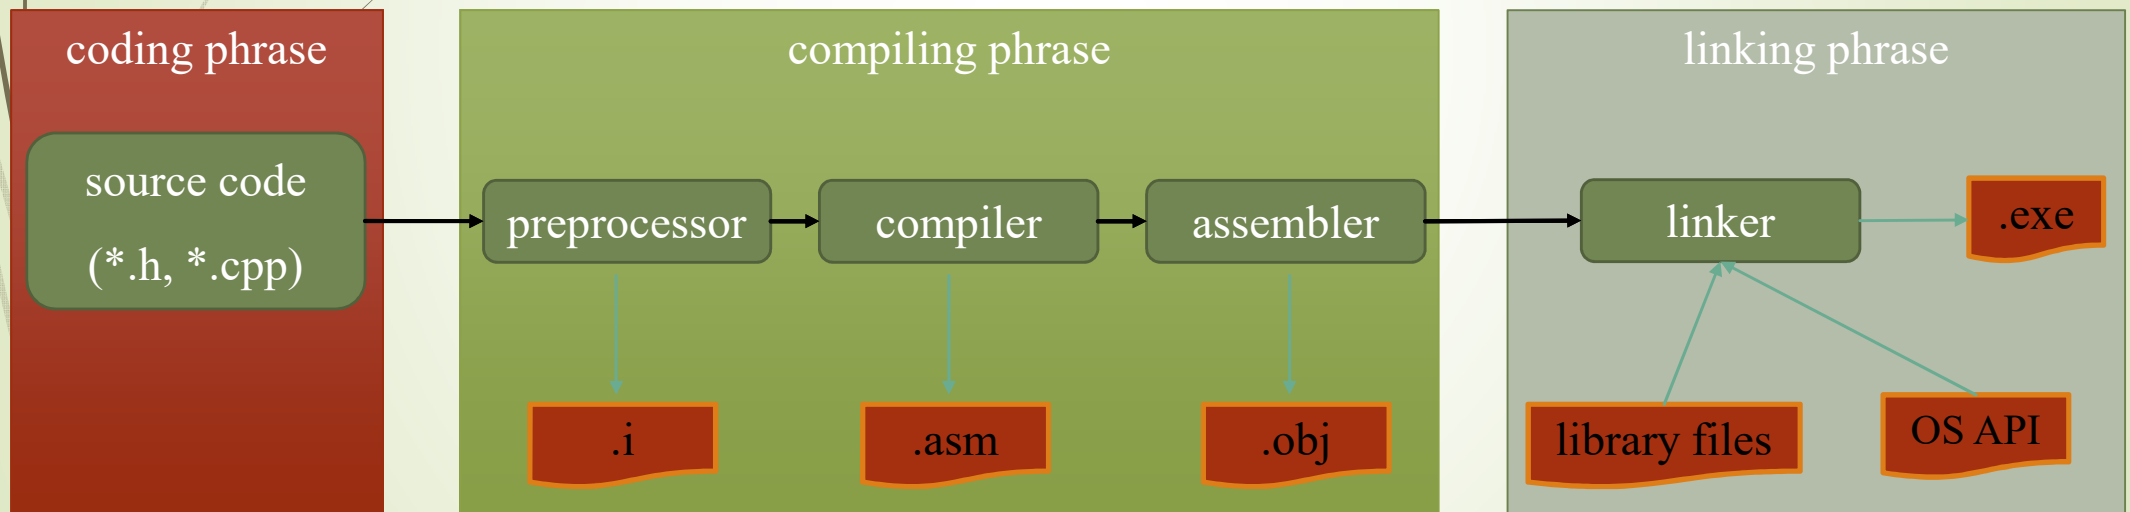 coding phrase
compiling phrase
linking phrase
source code
(*.h, *.cpp)
preprocessor
compiler
assembler
linker
.exe
.i
.asm
.obj
library files
OS API